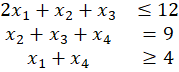 2x₁ + x₂ + x₃ ≤ 12
x₂ + x₃ + x₄ = 9
x₁ + x₄ ≥ 4